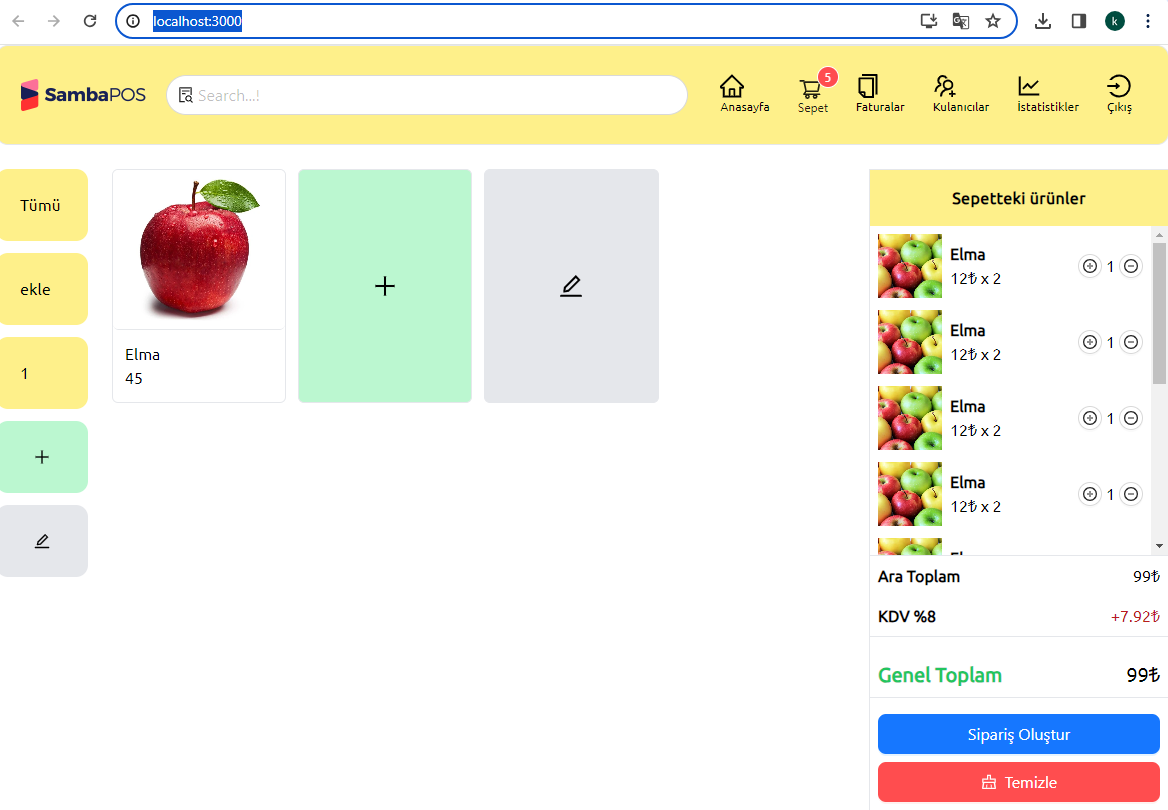 localhost:3000
SambaPOS
Search...!
Anasayfa
5
Sepet
Faturalar
Kulanıcılar
İstatistikler
Çıkış
Tümü
ekle
1
Elma
45
Sepetteki ürünler
Elma
12₺ x 2
1
Elma
12₺ x 2
1
Elma
12₺ x 2
1
Elma
12₺ x 2
1
Ara Toplam 99₺
KDV %8 +7.92₺
Genel Toplam 99₺
Sipariş Oluştur
Temizle